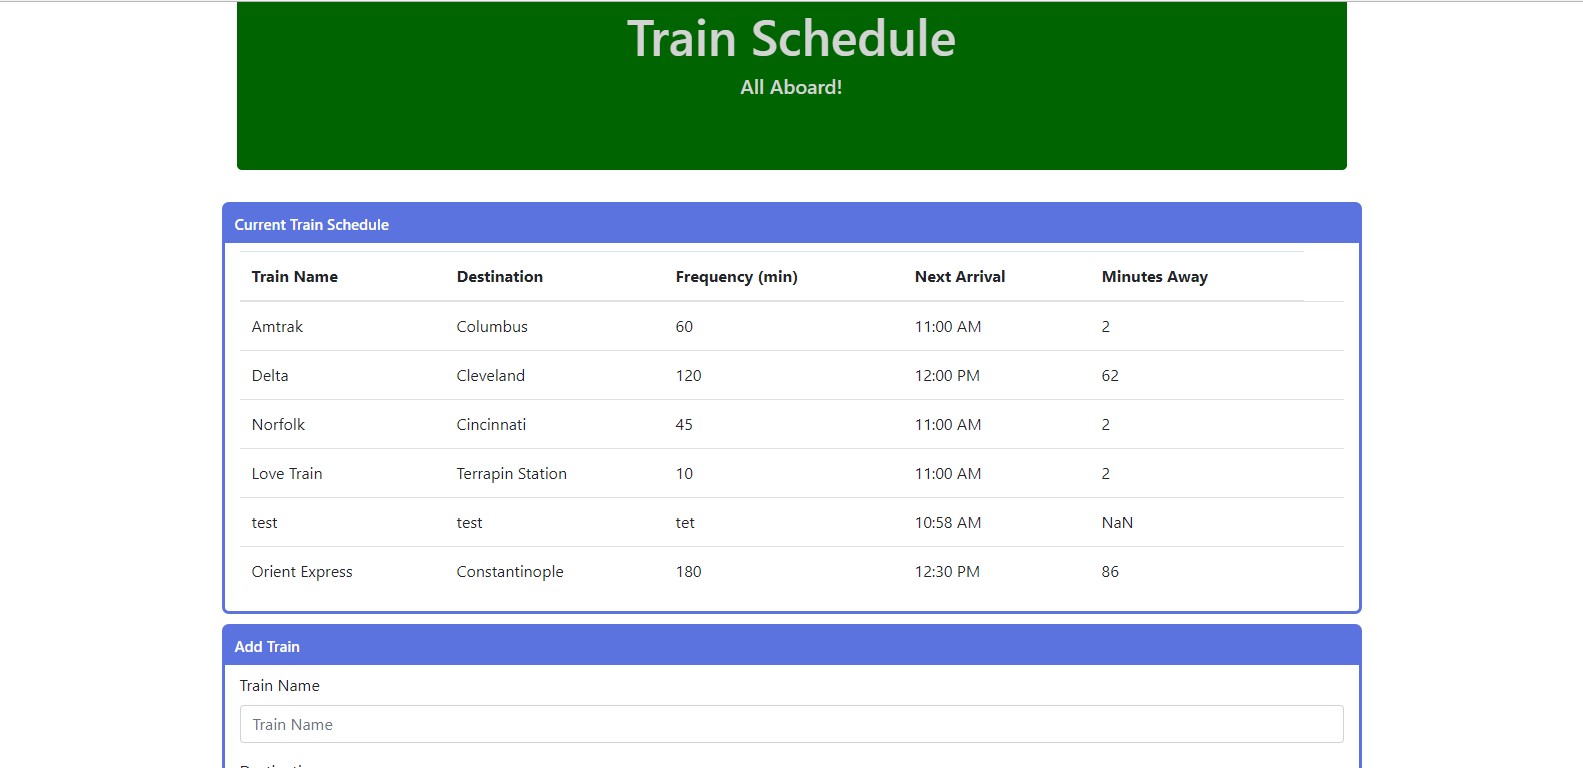 Train Schedule
All Aboard!
Current Train Schedule
Train Name Destination Frequency (min) Next Arrival Minutes Away
Amtrak Columbus 60 11:00 AM 2
Delta Cleveland 120 12:00 PM 62
Norfolk Cincinnati 45 11:00 AM 2
Love Train Terrapin Station 10 11:00 AM 2
test test tet 10:58 AM NaN
Orient Express Constantinople 180 12:30 PM 86
Add Train
Train Name
Train Name